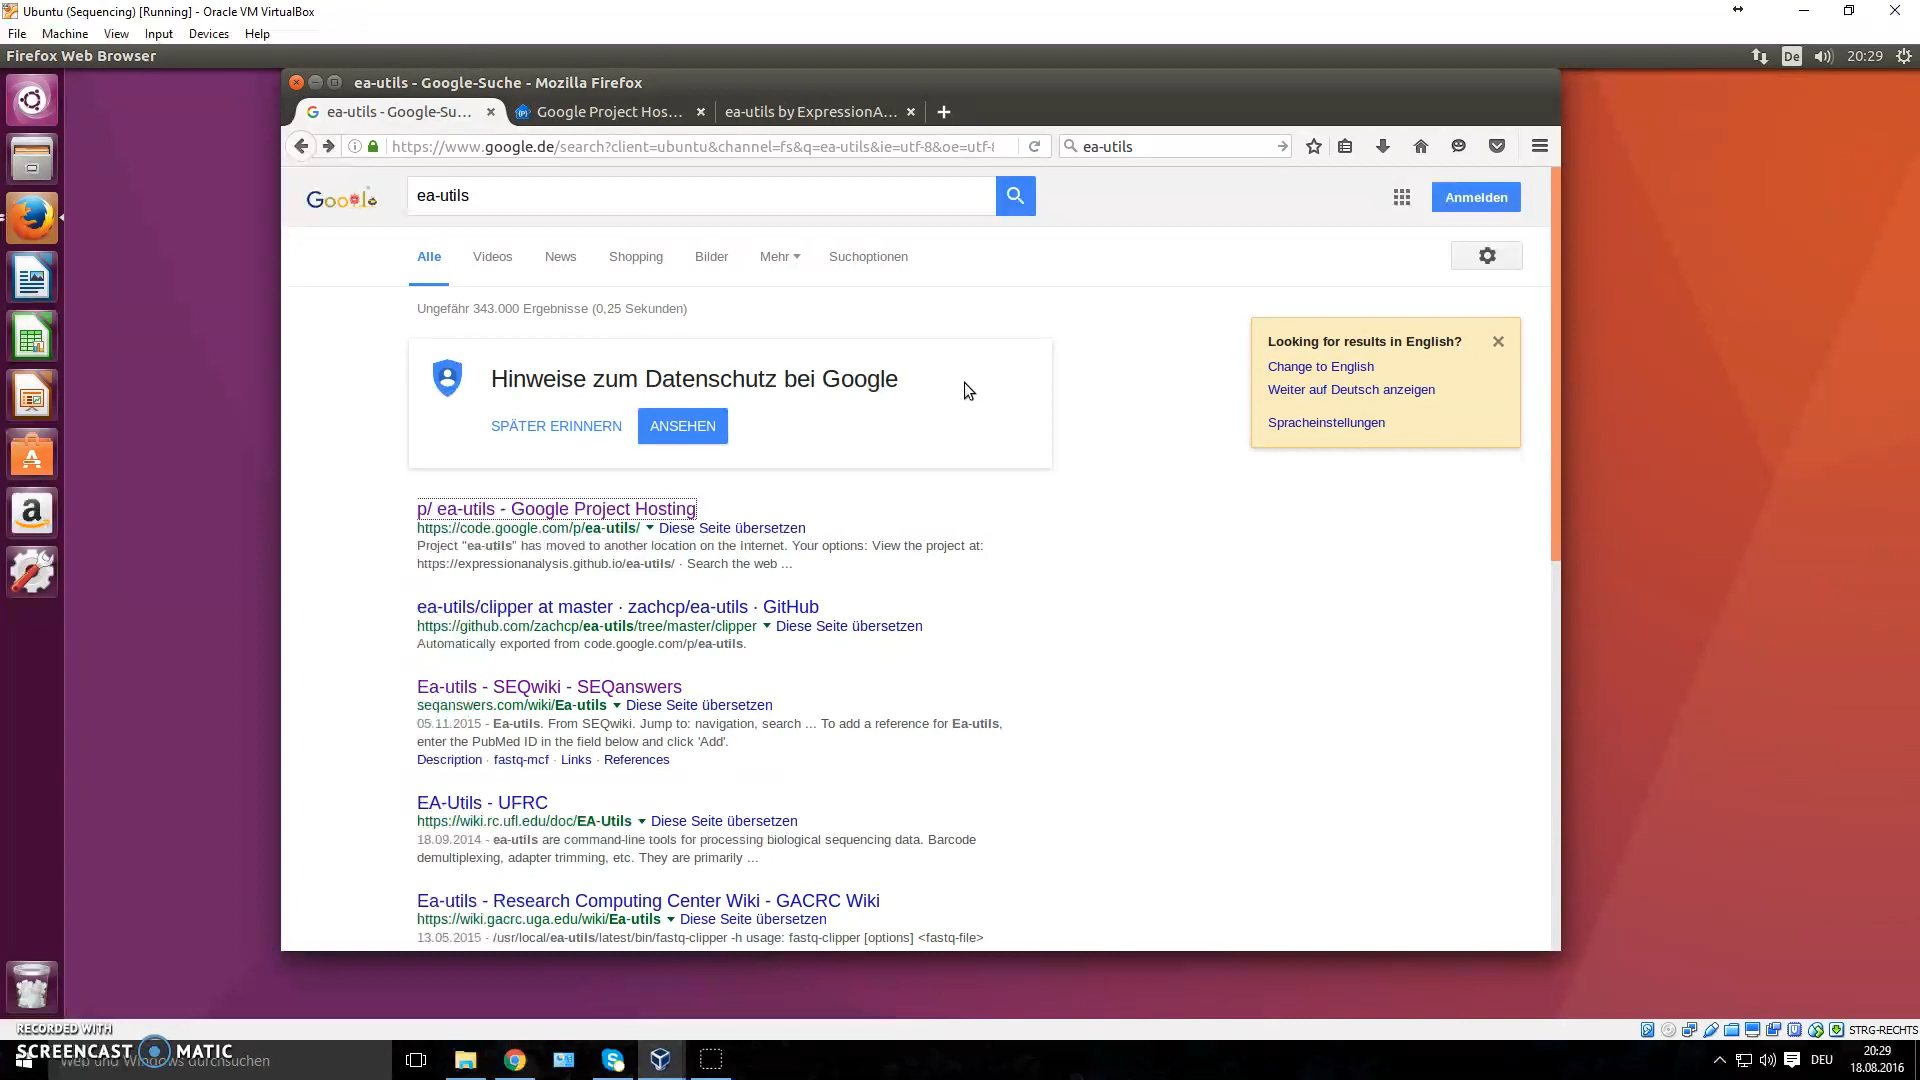 Ubuntu (Sequencing) [Running] - Oracle VM VirtualBox
File Machine View Input Devices Help
Firefox Web Browser
De
20:29
ea-utils - Google-Suche - Mozilla Firefox
ea-utils - Google-Su...
Google Project Hos...
ea-utils by ExpressionA...
https://www.google.de/search?client=ubuntu&channel=fs&q=ea-utils&ie=utf-8&oe=utf-8
ea-utils
Google
ea-utils
Anmelden
Alle Videos News Shopping Bilder Mehr Suchoptionen
Ungefähr 343.000 Ergebnisse (0,25 Sekunden)
Hinweise zum Datenschutz bei Google
SPÄTER ERINNERN
ANSEHEN
Looking for results in English?
Change to English
Weiter auf Deutsch anzeigen
Spracheinstellungen
p/ ea-utils - Google Project Hosting
https://code.google.com/p/ea-utils/ Diese Seite übersetzen
Project "ea-utils" has moved to another location on the Internet. Your options: View the project at:
https://expressionanalysis.github.io/ea-utils/ · Search the web ...
ea-utils/clipper at master · zachcp/ea-utils · GitHub
https://github.com/zachcp/ea-utils/tree/master/clipper Diese Seite übersetzen
Automatically exported from code.google.com/p/ea-utils.
Ea-utils - SEQwiki - SEQanswers
seqanswers.com/wiki/Ea-utils Diese Seite übersetzen
05.11.2015 - Ea-utils. From SEQwiki. Jump to: navigation, search ... To add a reference for Ea-utils,
enter the PubMed ID in the field below and click 'Add'.
Description · fastq-mcf · Links · References
EA-Utils - UFRC
https://wiki.rc.ufl.edu/doc/EA-Utils Diese Seite übersetzen
18.09.2014 - ea-utils are command-line tools for processing biological sequencing data. Barcode
demultiplexing, adapter trimming, etc. They are primarily ...
Ea-utils - Research Computing Center Wiki - GACRC Wiki
https://wiki.gacrc.uga.edu/wiki/Ea-utils Diese Seite übersetzen
13.05.2015 - /usr/local/ea-utils/latest/bin/fastq-clipper -h usage: fastq-clipper [options] <fastq-file>
STRG-RECHTS
RECORDED WITH
SCREENCAST MATIC
Web und Windows durchsuchen
DEU
20:29
18.08.2016